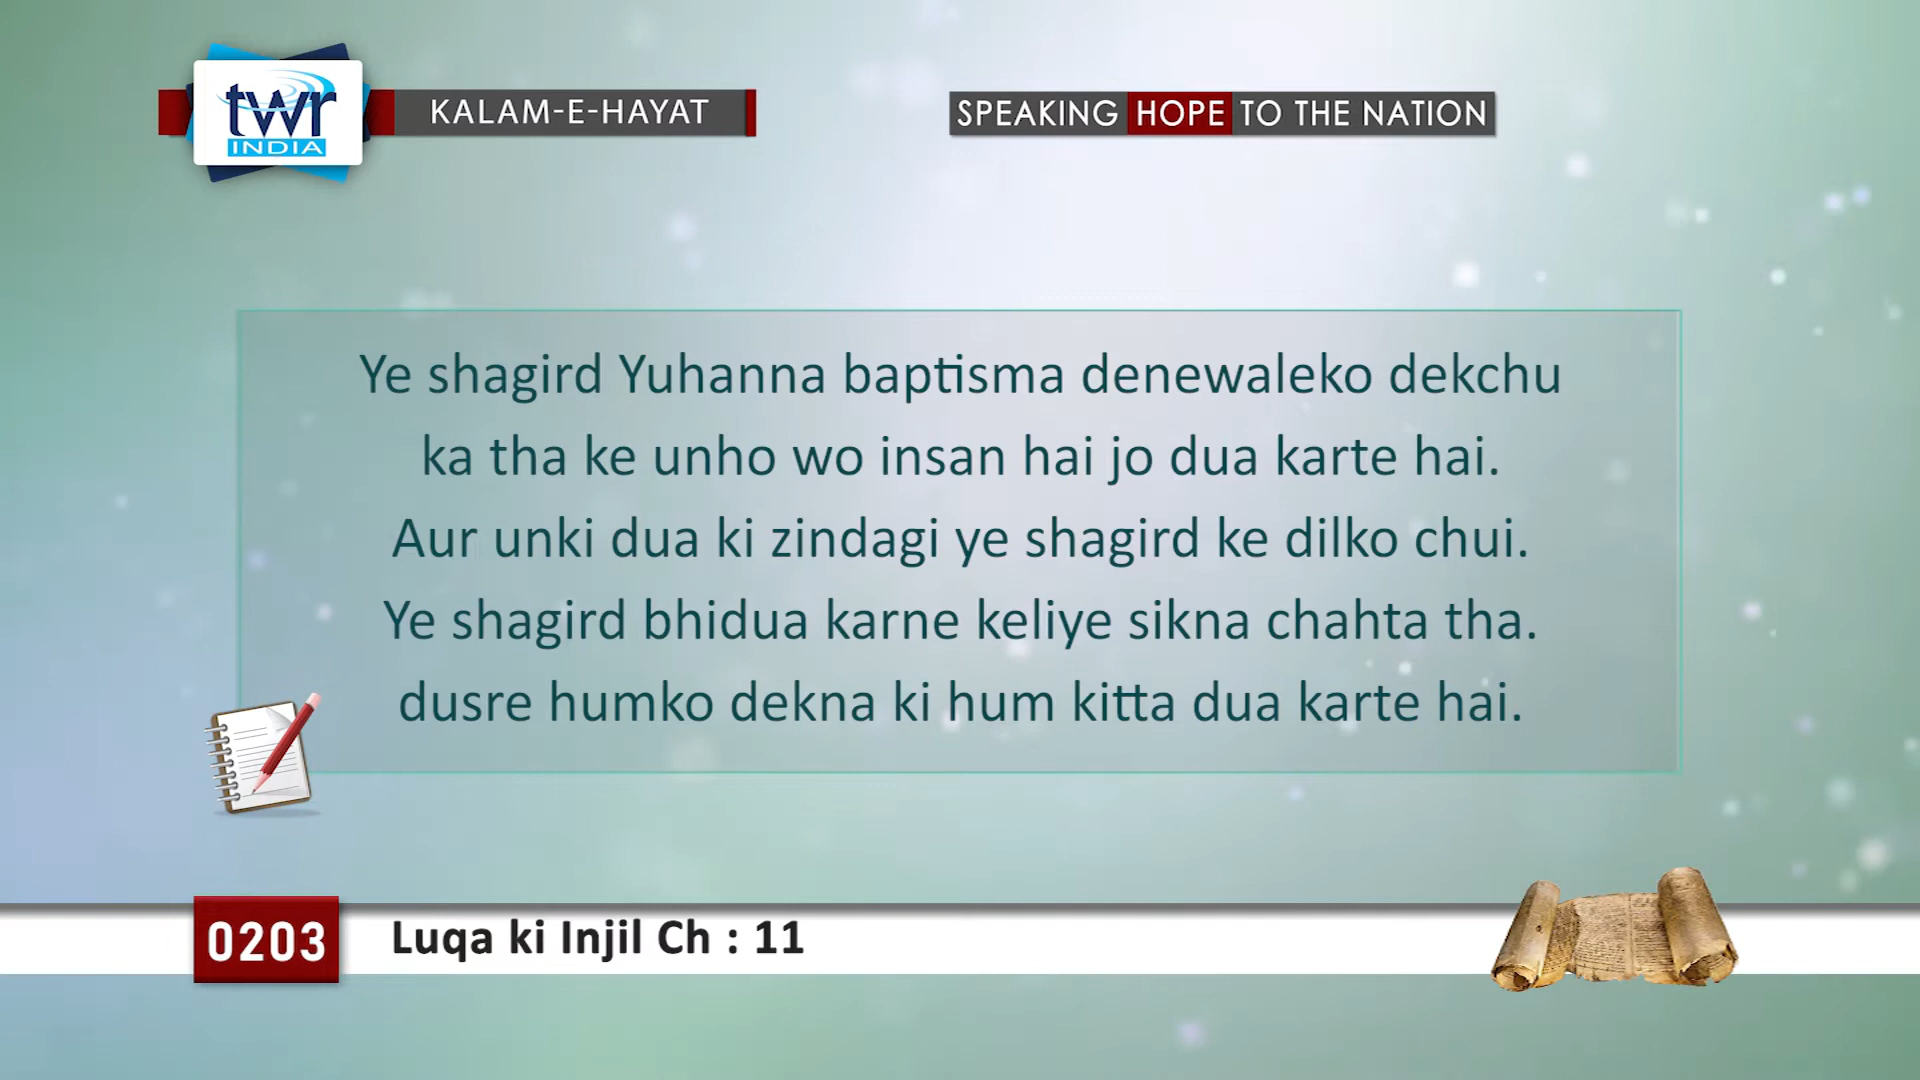 twr
INDIA
KALAM-E-HAYAT
SPEAKING HOPE TO THE NATION
Ye shagird Yuhanna baptisma denewaleko dekchu
ka tha ke unho wo insan hai jo dua karte hai.
Aur unki dua ki zindagi ye shagird ke dilko chui.
Ye shagird bhidua karne keliye sikna chahta tha.
dusre humko dekna ki hum kitta dua karte hai.
0203
Luqa ki Injil Ch : 11